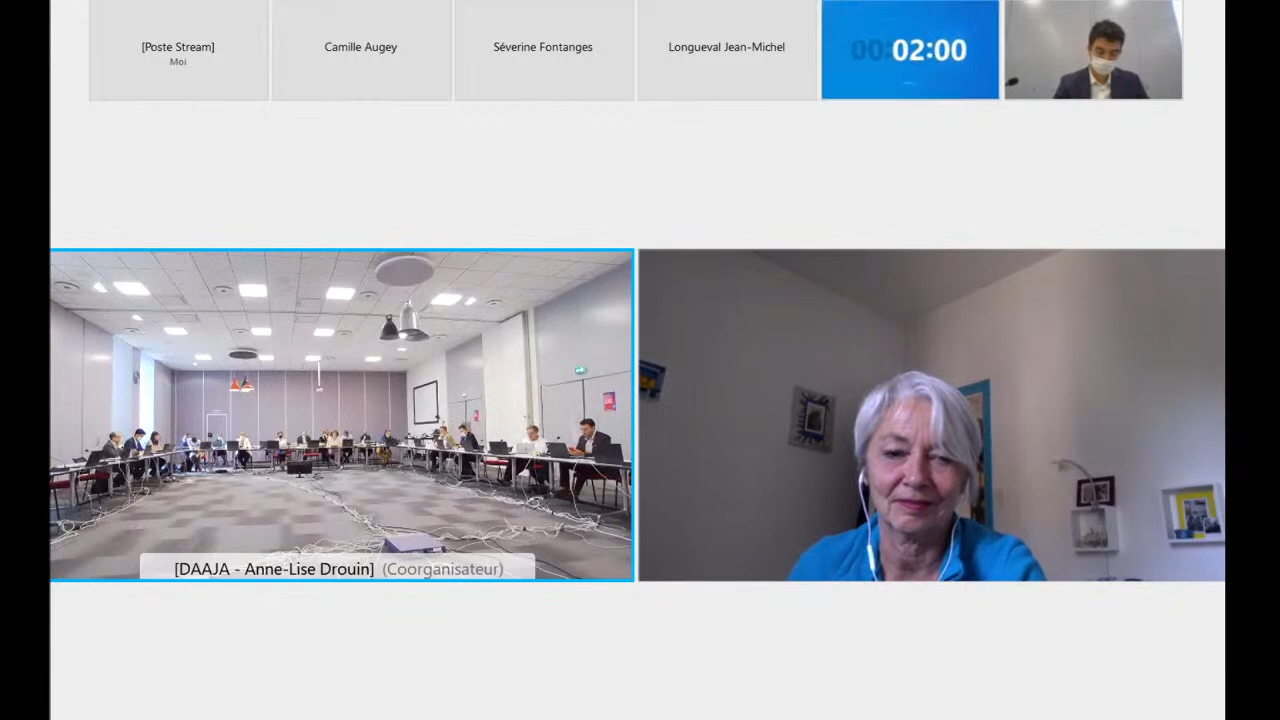 [Poste Stream]
Moi
Camille Augey
Séverine Fontanges
Longueval Jean-Michel
00:02:00
[DAAJA - Anne-Lise Drouin] (Coorganisateur)